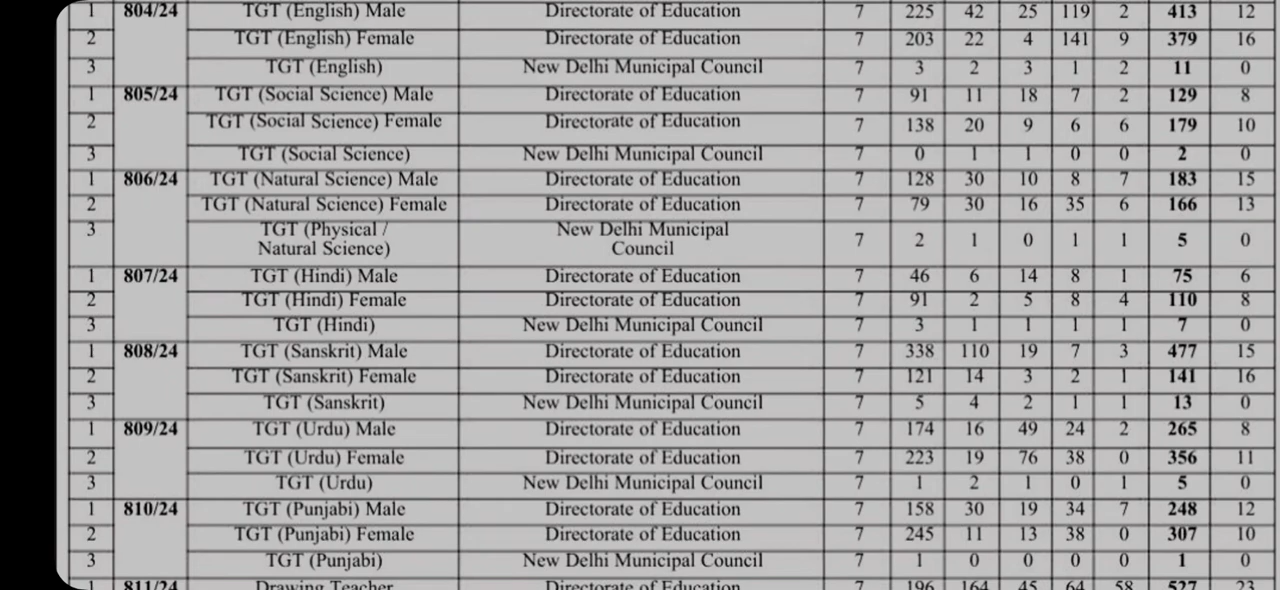 1 804/24 TGT (English) Male Directorate of Education 7 225 42 25 119 2 413 12
2 TGT (English) Female Directorate of Education 7 203 22 4 141 9 379 16
3 TGT (English) New Delhi Municipal Council 7 3 2 3 1 2 11 0
1 805/24 TGT (Social Science) Male Directorate of Education 7 91 11 18 7 2 129 8
2 TGT (Social Science) Female Directorate of Education 7 138 20 9 6 6 179 10
3 TGT (Social Science) New Delhi Municipal Council 7 0 1 1 0 0 2 0
1 806/24 TGT (Natural Science) Male Directorate of Education 7 128 30 10 8 7 183 15
2 TGT (Natural Science) Female Directorate of Education 7 79 30 16 35 6 166 13
3 TGT (Physical / New Delhi Municipal
Natural Science) Council 7 2 1 0 1 1 5 0
1 807/24 TGT (Hindi) Male Directorate of Education 7 46 6 14 8 1 75 6
2 TGT (Hindi) Female Directorate of Education 7 91 2 5 8 4 110 8
3 TGT (Hindi) New Delhi Municipal Council 7 3 1 1 1 1 7 0
1 808/24 TGT (Sanskrit) Male Directorate of Education 7 338 110 19 7 3 477 15
2 TGT (Sanskrit) Female Directorate of Education 7 121 14 3 2 1 141 16
3 TGT (Sanskrit) New Delhi Municipal Council 7 5 4 2 1 1 13 0
1 809/24 TGT (Urdu) Male Directorate of Education 7 174 16 49 24 2 265 8
2 TGT (Urdu) Female Directorate of Education 7 223 19 76 38 0 356 11
3 TGT (Urdu) New Delhi Municipal Council 7 1 2 1 0 1 5 0
1 810/24 TGT (Punjabi) Male Directorate of Education 7 158 30 19 34 7 248 12
2 TGT (Punjabi) Female Directorate of Education 7 245 11 13 38 0 307 10
3 TGT (Punjabi) New Delhi Municipal Council 7 1 0 0 0 0 1 0
1 811/24 Drawing Teacher Directorate of Education 7 196 164 45 64 58 527 23